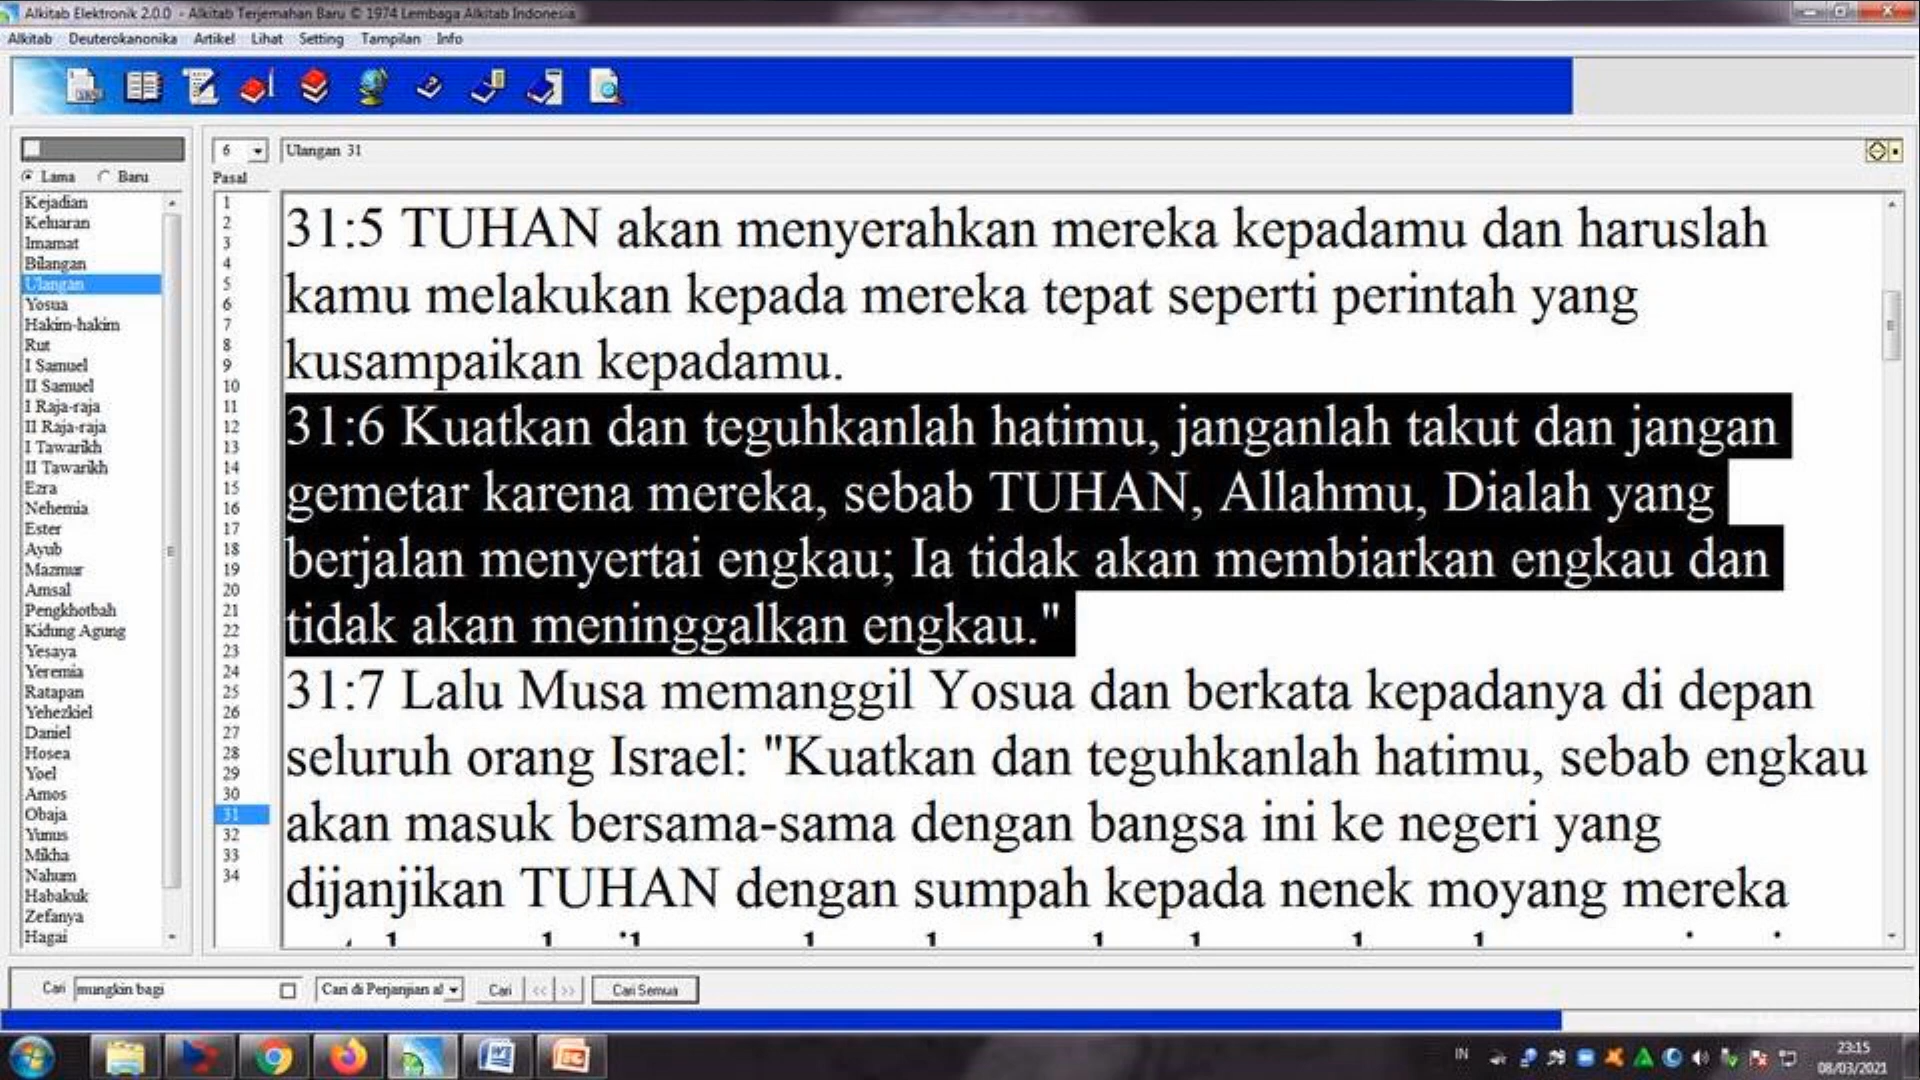 Alkitab Elektronik 2.0.0 - Alkitab Terjemahan Baru © 1974 Lembaga Alkitab Indonesia
Alkitab Deuterokanonika Artikel Lihat Setting Tampilan Info
6 Ulangan 31
Lama Baru
Pasal
Kejadian
Keluaran
Imamat
Bilangan
Ulangan
Yosua
Hakim-hakim
Rut
I Samuel
II Samuel
I Raja-raja
II Raja-raja
I Tawarikh
II Tawarikh
Ezra
Nehemia
Ester
Ayub
Mazmur
Amsal
Pengkhotbah
Kidung Agung
Yesaya
Yeremia
Ratapan
Yehezkiel
Daniel
Hosea
Yoel
Amos
Obaja
Yunus
Mikha
Nahum
Habakuk
Zefanya
Hagai
1
2
3
4
5
6
7
8
9
10
11
12
13
14
15
16
17
18
19
20
21
22
23
24
25
26
27
28
29
30
31
32
33
34
31:5 TUHAN akan menyerahkan mereka kepadamu dan haruslah
kamu melakukan kepada mereka tepat seperti perintah yang
kusampaikan kepadamu.
31:6 Kuatkan dan teguhkanlah hatimu, janganlah takut dan jangan
gemetar karena mereka, sebab TUHAN, Allahmu, Dialah yang
berjalan menyertai engkau; Ia tidak akan membiarkan engkau dan
tidak akan meninggalkan engkau."
31:7 Lalu Musa memanggil Yosua dan berkata kepadanya di depan
seluruh orang Israel: "Kuatkan dan teguhkanlah hatimu, sebab engkau
akan masuk bersama-sama dengan bangsa ini ke negeri yang
dijanjikan TUHAN dengan sumpah kepada nenek moyang mereka
Cari mungkin bagi Cari di Perjanjian al Cari << >> Cari Semua
IN 23:15
08/03/2021